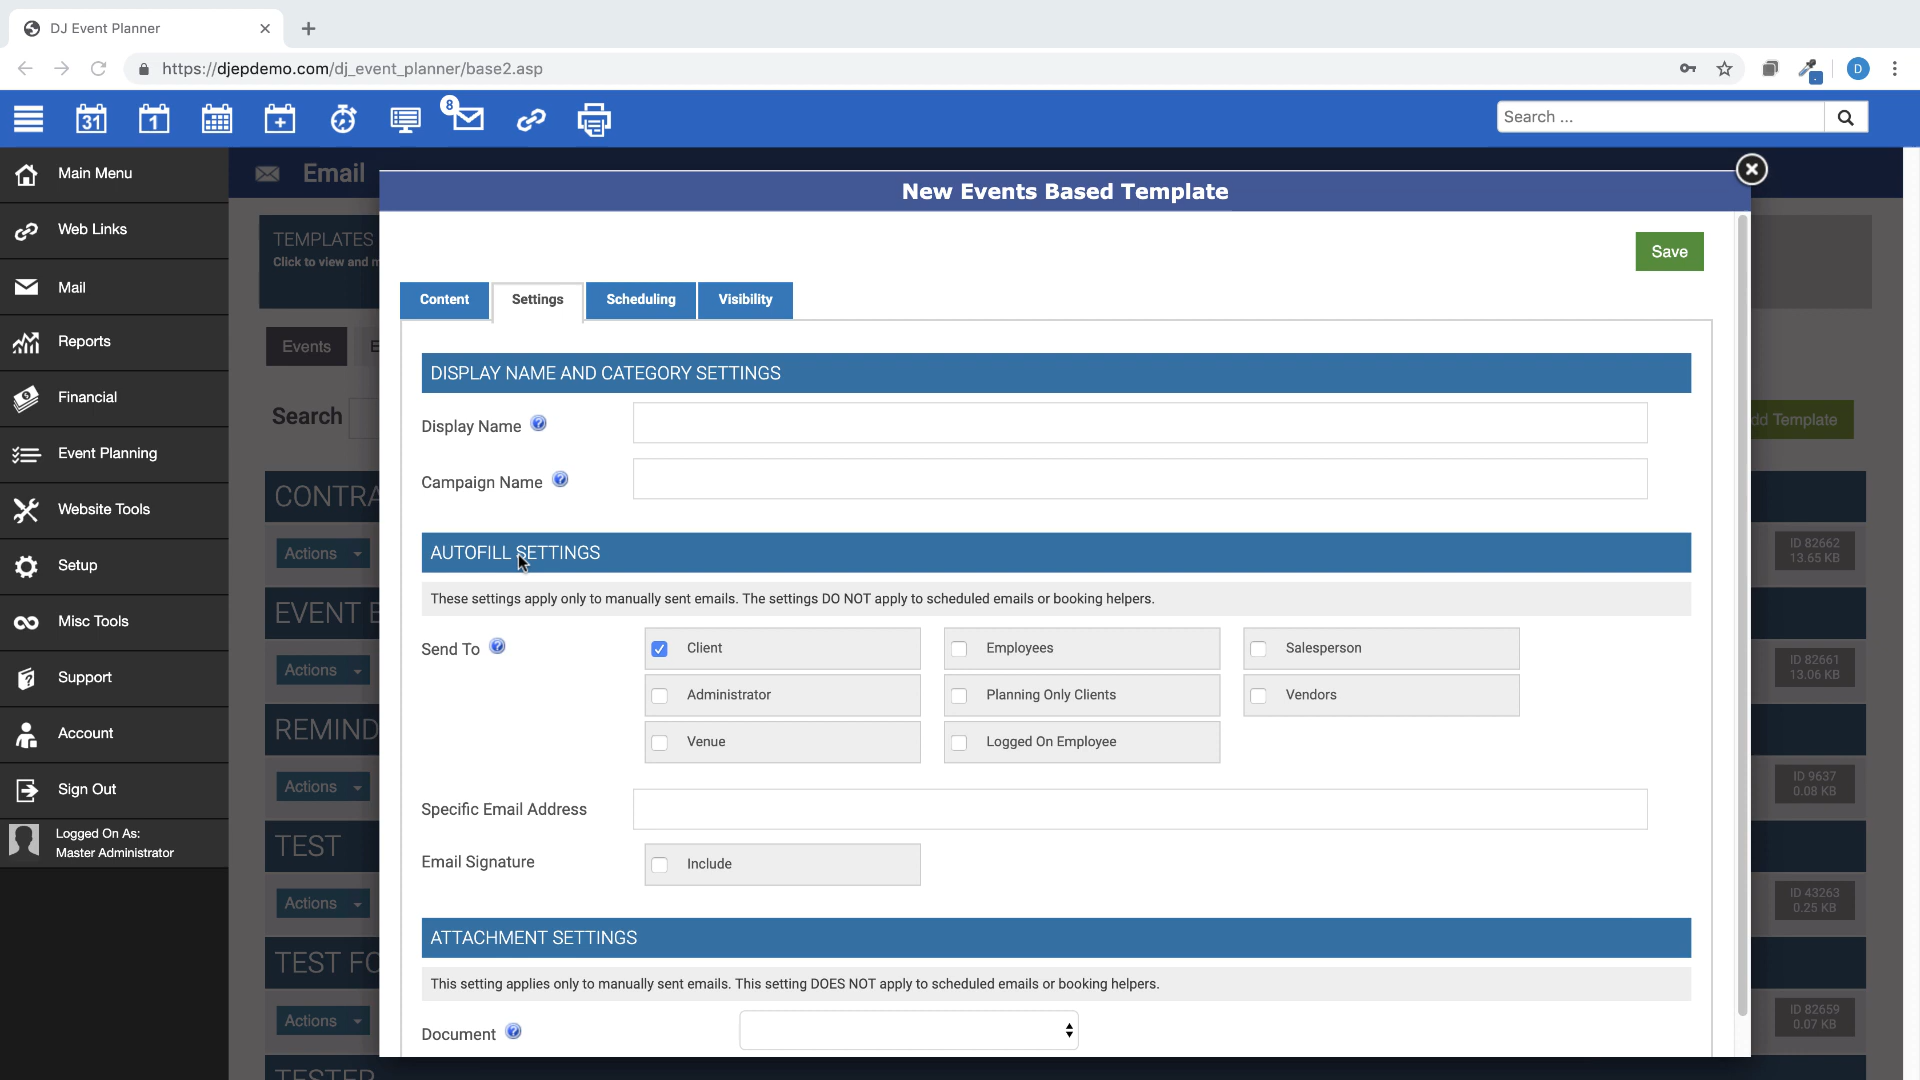 DJ Event Planner
https://djepdemo.com/dj_event_planner/base2.asp
D
31
1
8
Search ...
Main Menu
Web Links
Mail
Reports
Financial
Event Planning
Website Tools
Setup
Misc Tools
Support
Account
Sign Out
Logged On As:
Master Administrator
Email
TEMPLATES
Click to view and m
Events
E
Search
dd Template
CONTRA
Actions
ID 82662
13.65 KB
EVENT E
Actions
ID 82661
13.06 KB
REMIND
Actions
ID 9637
0.08 KB
TEST
Actions
ID 43263
0.25 KB
TEST FO
Actions
ID 82659
0.07 KB
TESTER
New Events Based Template
Save
Content
Settings
Scheduling
Visibility
DISPLAY NAME AND CATEGORY SETTINGS
Display Name
Campaign Name
AUTOFILL SETTINGS
These settings apply only to manually sent emails. The settings DO NOT apply to scheduled emails or booking helpers.
Send To
Client
Employees
Salesperson
Administrator
Planning Only Clients
Vendors
Venue
Logged On Employee
Specific Email Address
Email Signature
Include
ATTACHMENT SETTINGS
This setting applies only to manually sent emails. This setting DOES NOT apply to scheduled emails or booking helpers.
Document